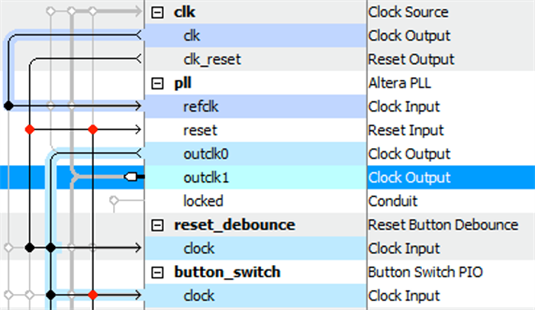 clk Clock Source
clk Clock Output
clk_reset Reset Output
pll Altera PLL
refclk Clock Input
reset Reset Input
outclk0 Clock Output
outclk1 Clock Output
locked Conduit
reset_debounce Reset Button Debounce
clock Clock Input
button_switch Button Switch PIO
clock Clock Input